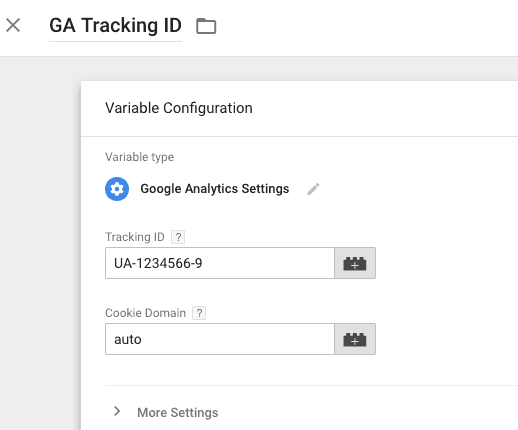 GA Tracking ID
Variable Configuration
Variable type
Google Analytics Settings
Tracking ID ?
UA-1234566-9
Cookie Domain ?
auto
More Settings